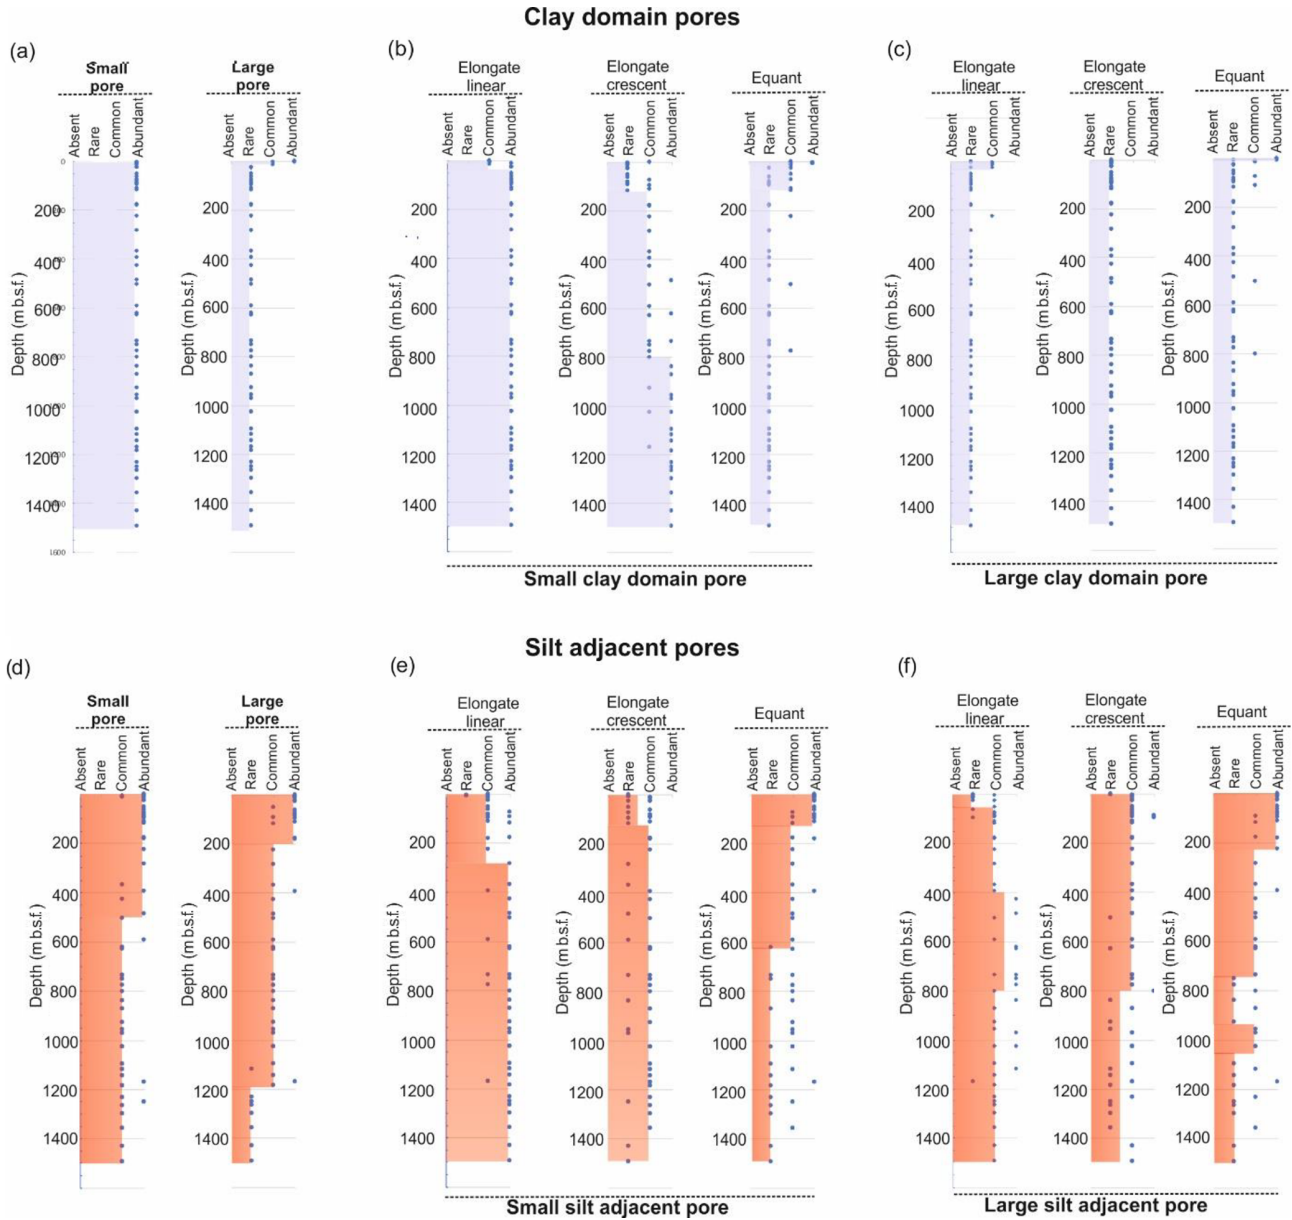 Clay domain pores
(a)
Small
pore
Large
pore
Absent
Rare
Common
Abundant
Absent
Rare
Common
Abundant
Depth (m b.s.f.)
0
200
400
600
800
1000
1200
1400
1600
Depth (m b.s.f.)
200
400
600
800
1000
1200
1400
(b)
Elongate
linear
Elongate
crescent
Equant
Absent
Rare
Common
Abundant
Absent
Rare
Common
Abundant
Absent
Rare
Common
Abundant
Depth (m b.s.f.)
200
400
600
800
1000
1200
1400
Depth (m b.s.f.)
200
400
600
800
1000
1200
1400
Depth (m b.s.f.)
200
400
600
800
1000
1200
1400
Small clay domain pore
(c)
Elongate
linear
Elongate
crescent
Equant
Absent
Rare
Common
Abundant
Absent
Rare
Common
Abundant
Absent
Rare
Common
Abundant
Depth (m b.s.f.)
200
400
600
800
1000
1200
1400
Depth (m b.s.f.)
200
400
600
800
1000
1200
1400
Depth (m b.s.f.)
200
400
600
800
1000
1200
1400
Large clay domain pore
Silt adjacent pores
(d)
Small
pore
Large
pore
Absent
Rare
Common
Abundant
Absent
Rare
Common
Abundant
Depth (m b.s.f.)
200
400
600
800
1000
1200
1400
Depth (m b.s.f.)
200
400
600
800
1000
1200
1400
(e)
Elongate
linear
Elongate
crescent
Equant
Absent
Rare
Common
Abundant
Absent
Rare
Common
Abundant
Absent
Rare
Common
Abundant
Depth (m b.s.f.)
200
400
600
800
1000
1200
1400
Depth (m b.s.f.)
200
400
600
800
1000
1200
1400
Depth (m b.s.f.)
200
400
600
800
1000
1200
1400
Small silt adjacent pore
(f)
Elongate
linear
Elongate
crescent
Equant
Absent
Rare
Common
Abundant
Absent
Rare
Common
Abundant
Absent
Rare
Common
Abundant
Depth (m b.s.f.)
200
400
600
800
1000
1200
1400
Depth (m b.s.f.)
200
400
600
800
1000
1200
1400
Depth (m b.s.f.)
200
400
600
800
1000
1200
1400
Large silt adjacent pore